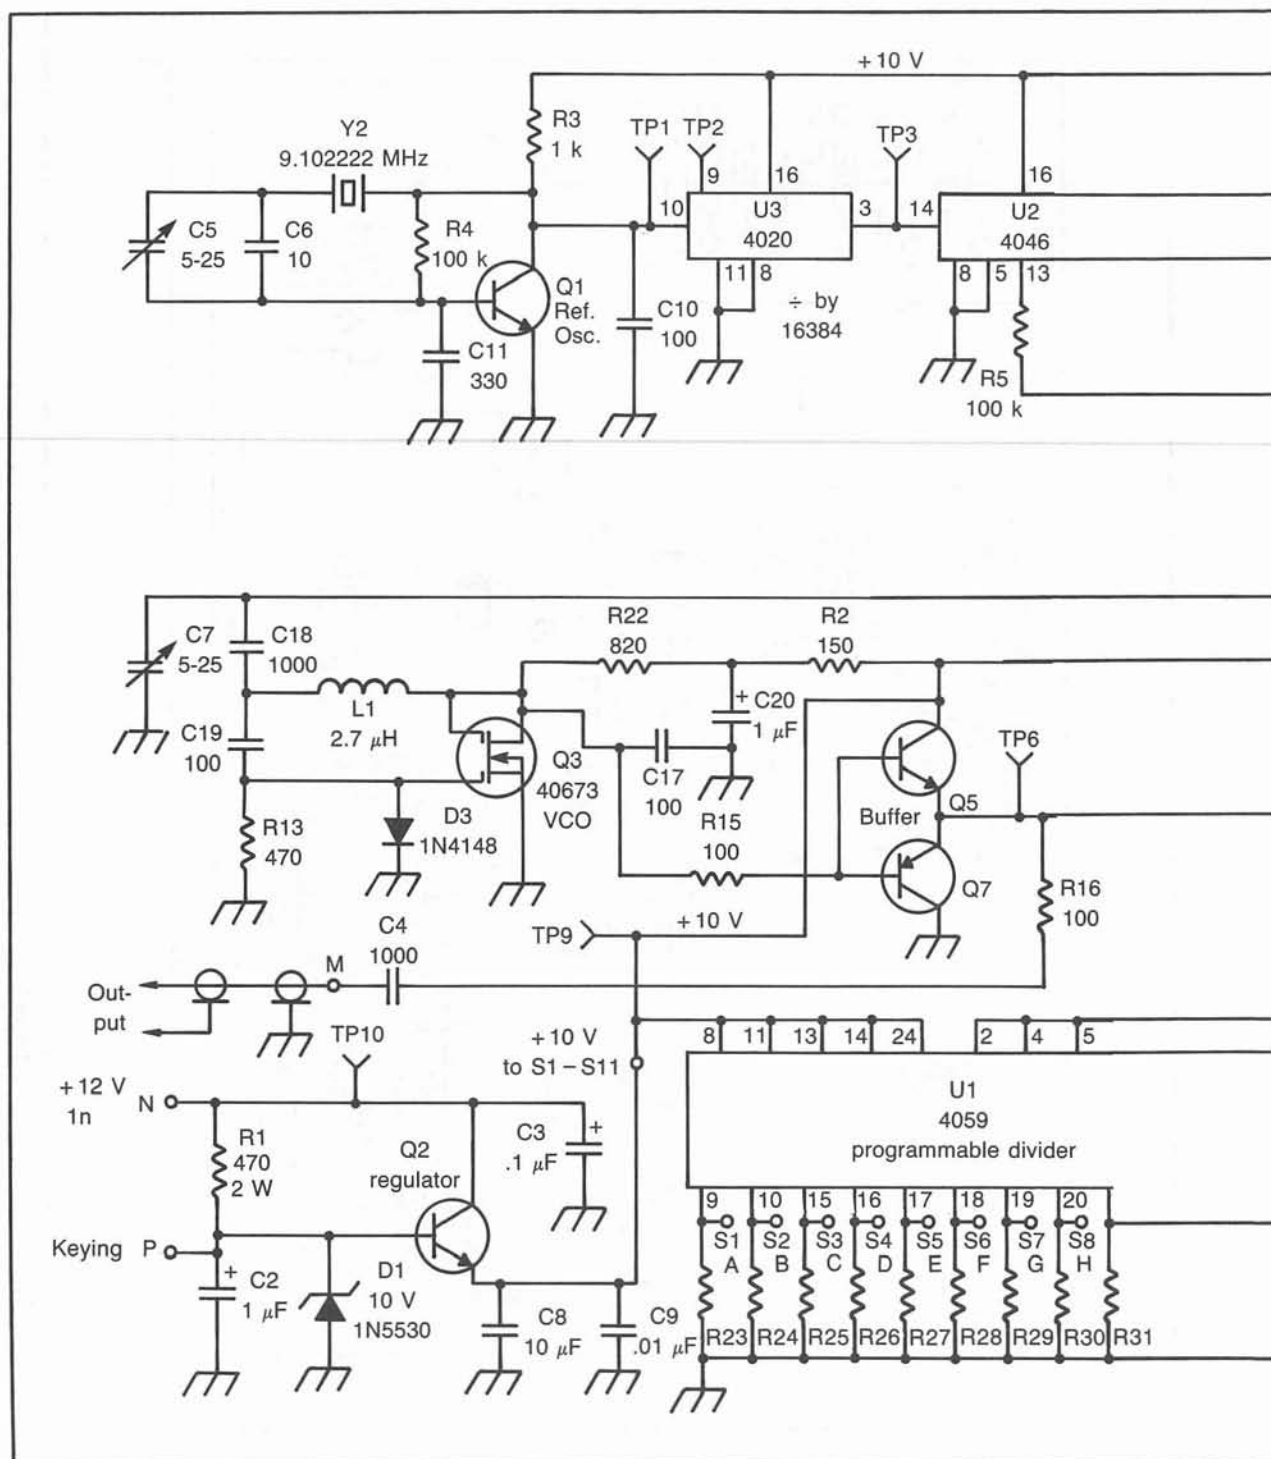 +10 V
R3
1 k
TP1
TP2
TP3
Y2
9.102222 MHz
9
16
16
C5
5-25
C6
10
R4
100 k
10
U3
4020
3
14
U2
4046
Q1
Ref.
Osc.
11
8
8
5
13
C10
100
÷ by
16384
C11
330
R5
100 k
R22
820
R2
150
C7
5-25
C18
1000
L1
2.7 μH
+
C20
1 μF
C19
100
Q3
40673
VCO
C17
100
TP6
R13
470
D3
1N4148
R15
100
Buffer
Q5
Q7
R16
100
C4
1000
TP9
+10 V
M
Out-
put
TP10
+10 V
to S1–S11
8
11
13
14
24
2
4
5
+12 V
1n
N
U1
4059
programmable divider
R1
470
2 W
Q2
regulator
C3
.1 μF
+
9
10
15
16
17
18
19
20
Keying
P
S1
A
S2
B
S3
C
S4
D
S5
E
S6
F
S7
G
S8
H
+
C2
1 μF
D1
10 V
1N5530
C8
10 μF
C9
.01 μF
R23
R24
R25
R26
R27
R28
R29
R30
R31